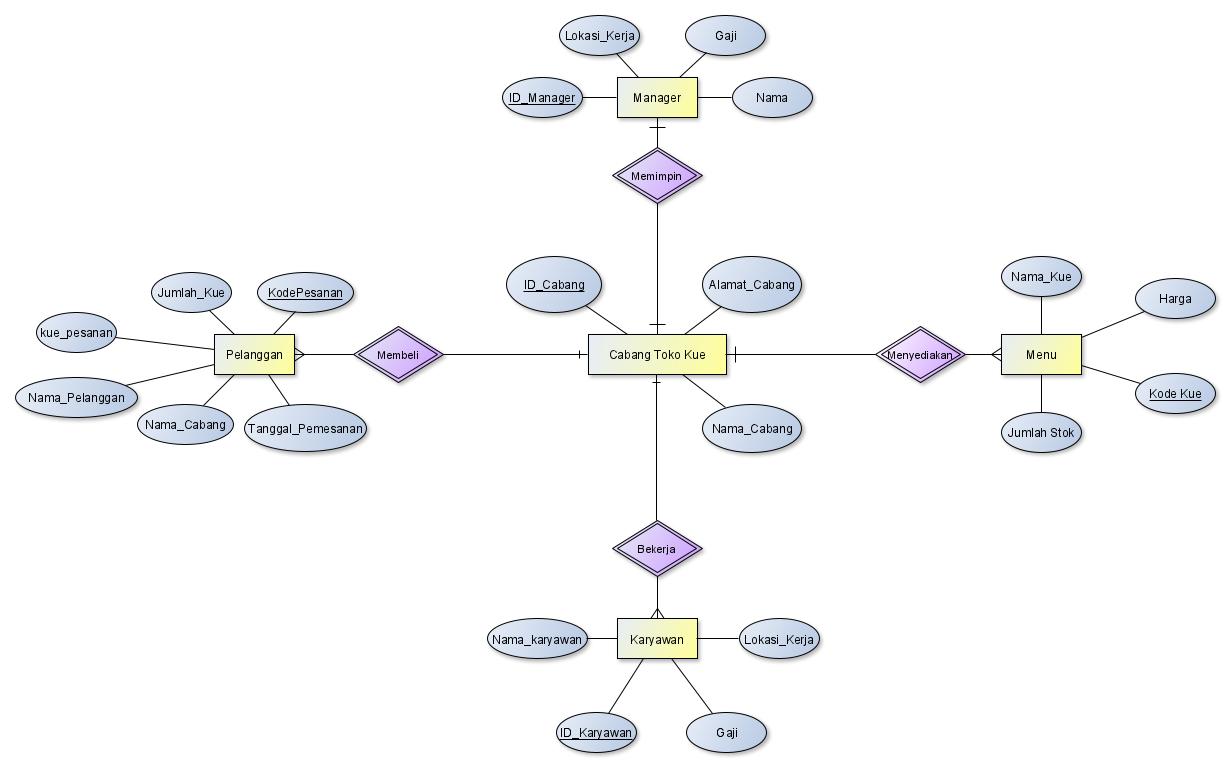 Lokasi_Kerja
Gaji
ID_Manager
Manager
Nama
Memimpin
ID_Cabang
Alamat_Cabang
Nama_Kue
Jumlah_Kue
KodePesanan
Harga
kue_pesanan
Pelanggan
Membeli
Cabang Toko Kue
Menyediakan
Menu
Nama_Pelanggan
Kode Kue
Nama_Cabang
Tanggal_Pemesanan
Nama_Cabang
Jumlah Stok
Bekerja
Nama_karyawan
Karyawan
Lokasi_Kerja
ID_Karyawan
Gaji